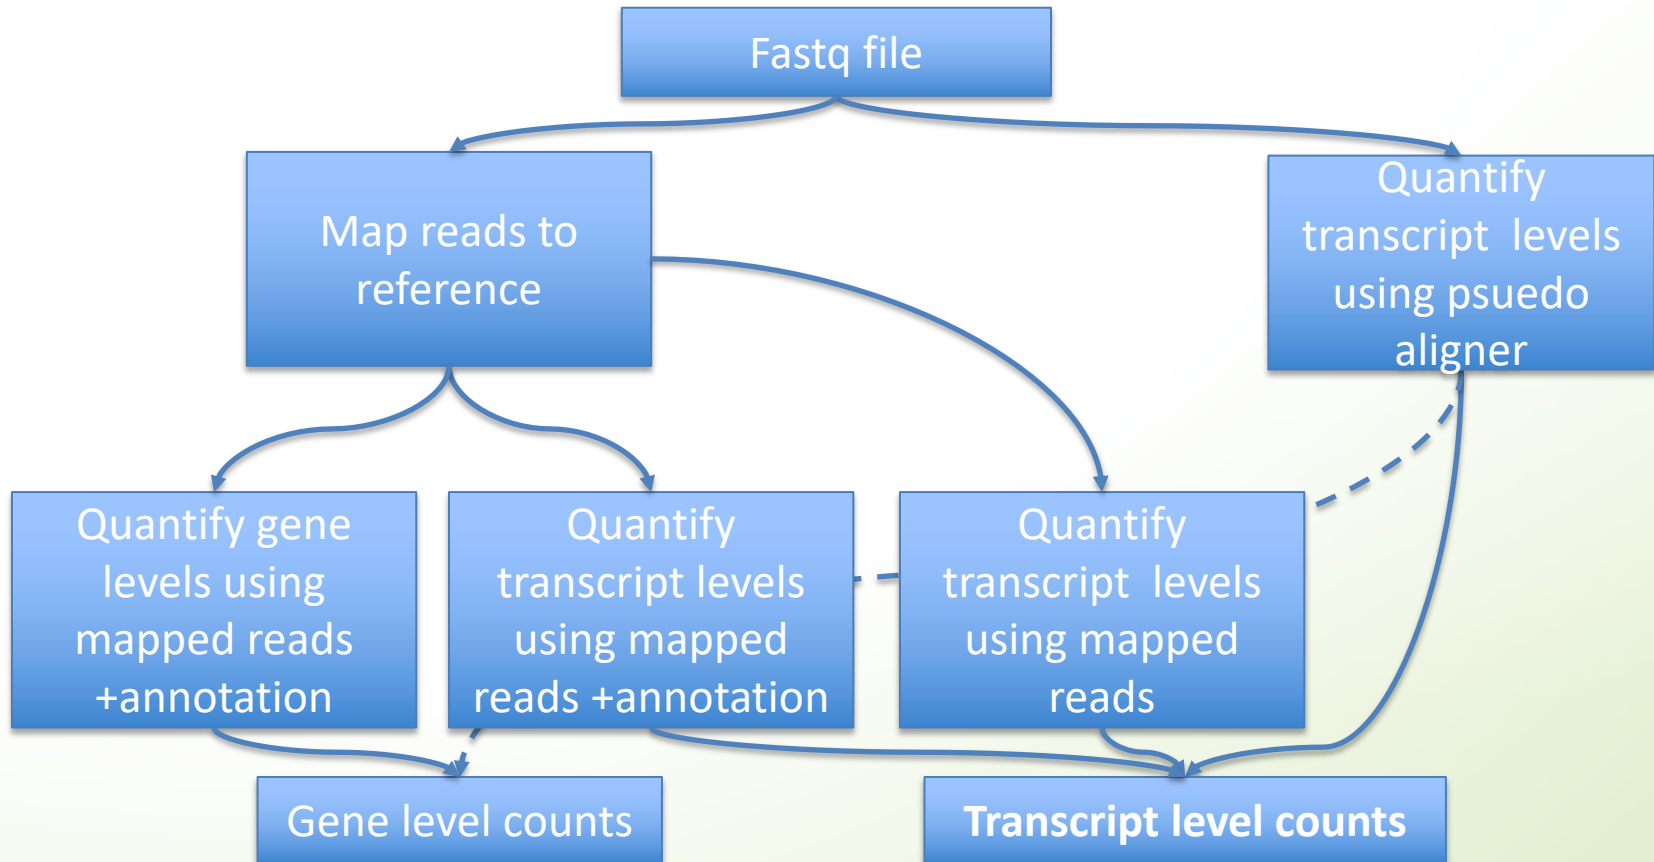 Fastq file
Map reads to
reference
Quantify
transcript  levels
using psuedo
aligner
Quantify gene
levels using
mapped reads
+annotation
Quantify
transcript levels
using mapped
reads +annotation
Quantify
transcript  levels
using mapped
reads
Gene level counts
Transcript level counts